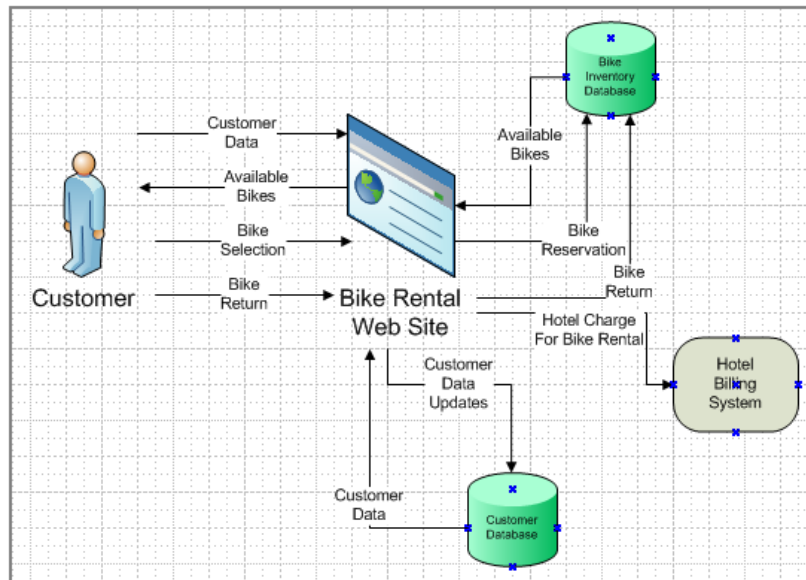 Bike
Inventory
Database
Customer
Data
Available
Bikes
Available
Bikes
Bike
Selection
Bike
Reservation
Bike
Return
Bike
Return
Customer
Bike Rental
Web Site
Hotel Charge
For Bike Rental
Hotel
Billing
System
Customer
Data
Updates
Customer
Data
Customer
Database